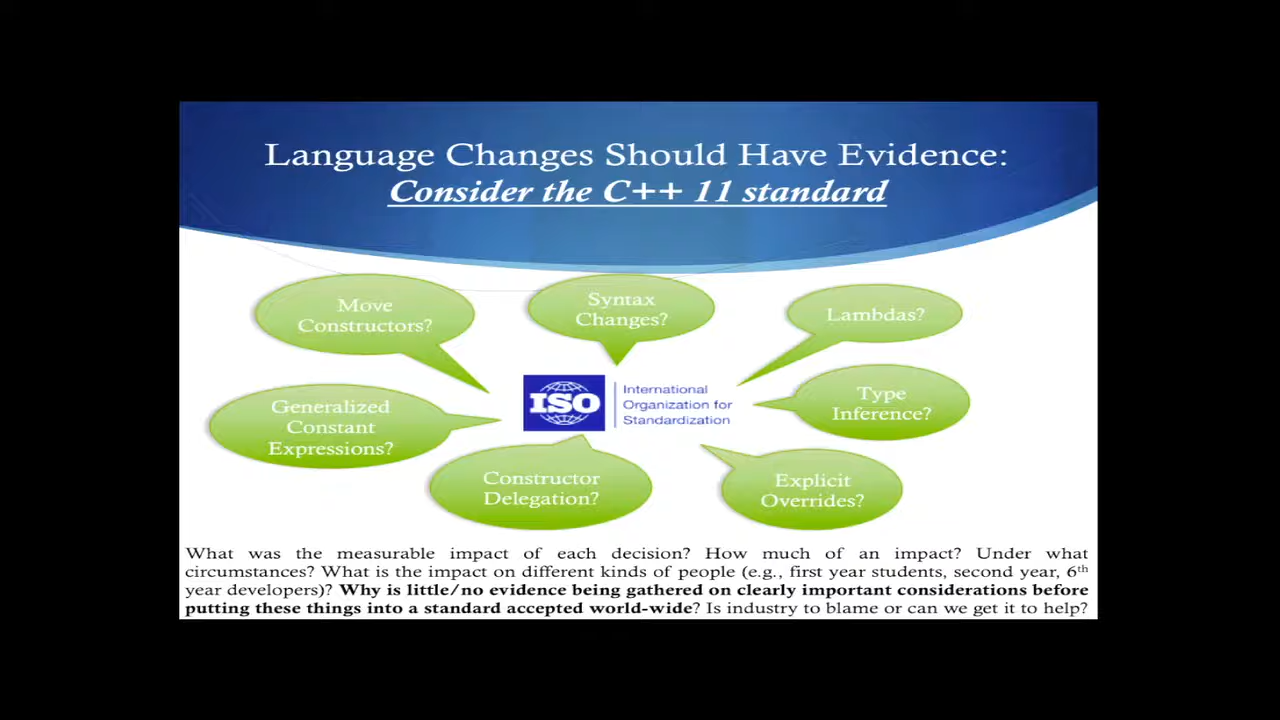 Language Changes Should Have Evidence:
Consider the C++ 11 standard
Move
Constructors?
Syntax
Changes?
Lambdas?
Generalized
Constant
Expressions?
ISO
International
Organization for
Standardization
Type
Inference?
Constructor
Delegation?
Explicit
Overrides?
What was the measurable impact of each decision? How much of an impact? Under what
circumstances? What is the impact on different kinds of people (e.g., first year students, second year, 6th
year developers)? Why is little/no evidence being gathered on clearly important considerations before
putting these things into a standard accepted world-wide? Is industry to blame or can we get it to help?